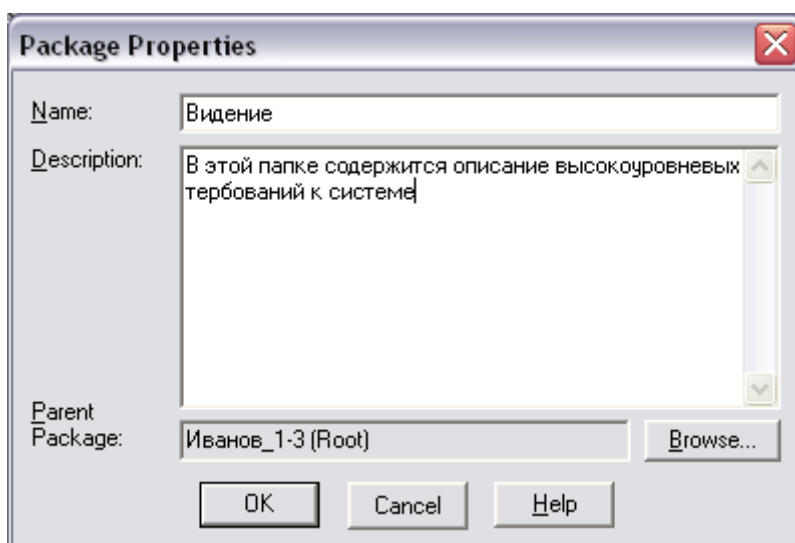 Package Properties
Name:
Видение
Description:
В этой папке содержится описание высокоуровневых
тербований к системе
Parent
Package:
Иванов_1-3 (Root)
Browse...
OK
Cancel
Help